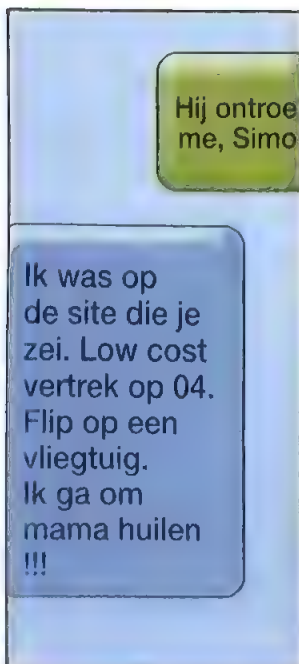 Hij ontroe
me, Simo
Ik was op
de site die je
zei. Low cost
vertrek op 04.
Flip op een
vliegtuig.
Ik ga om
mama huilen
!!!